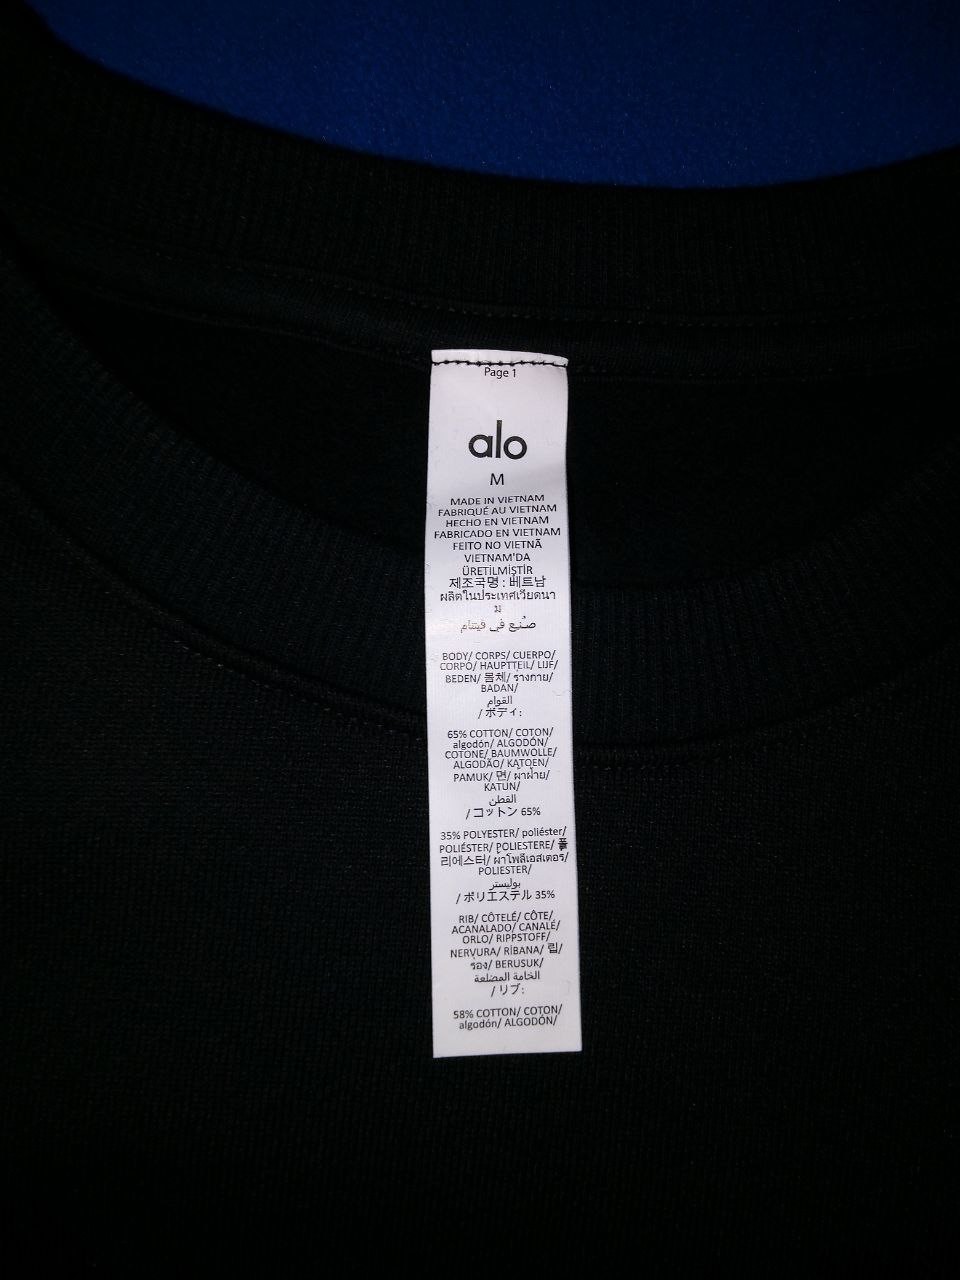 Page 1
alo
M
MADE IN VIETNAM
FABRIQUÉ AU VIETNAM
HECHO EN VIETNAM
FABRICADO EN VIETNAM
FEITO NO VIETNÃ
VIETNAM'DA
ÜRETİLMİŞTİR
제조국명 : 베트남
ผลิตในประเทศเวียดนา
ม
صُنِع في فيتنام
BODY/ CORPS/ CUERPO/
CORPO/ HAUPTTEIL/ LIJF/
BEDEN/ 몸체/ ร่างกาย/
BADAN/
القوام
/ ボディ:
65% COTTON/ COTON/
algodón/ ALGODÓN/
COTONE/ BAUMWOLLE/
ALGODÃO/ KATOEN/
PAMUK/ 면/ ผ้าฝ้าย/
KATUN/
القطن
/ コットン 65%
35% POLYESTER/ poliéster/
POLIÉSTER/ POLIESTERE/ 폴
리에스터/ ผ้าโพลีเอสเตอร/
POLIESTER/
بوليستر
/ ポリエステル 35%
RIB/ CÔTELÉ/ CÔTE/
ACANALADO/ CANALÉ/
ORLO/ RIPPSTOFF/
NERVURA/ RİBANA/ 립/
ร่อง/ BERUSUK/
الخامة المضلعة
/ リブ:
58% COTTON/ COTON/
algodón/ ALGODÓN/